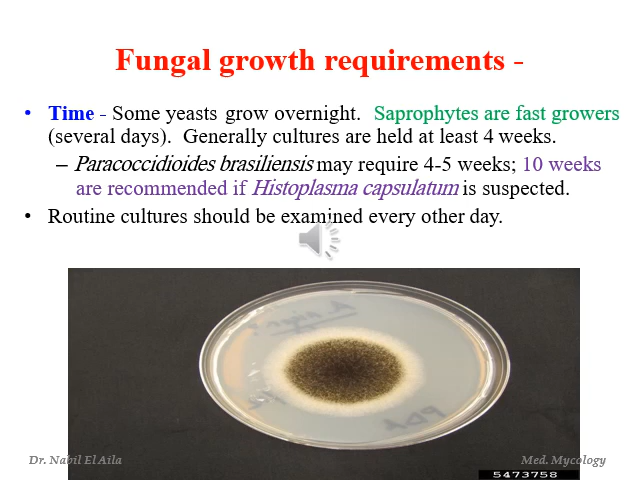 Fungal growth requirements -
• Time - Some yeasts grow overnight. Saprophytes are fast growers
(several days). Generally cultures are held at least 4 weeks.
– Paracoccidioides brasiliensis may require 4-5 weeks; 10 weeks
are recommended if Histoplasma capsulatum is suspected.
• Routine cultures should be examined every other day.
PDA
Dr. Nabil El Aila
Med. Mycology
5473758